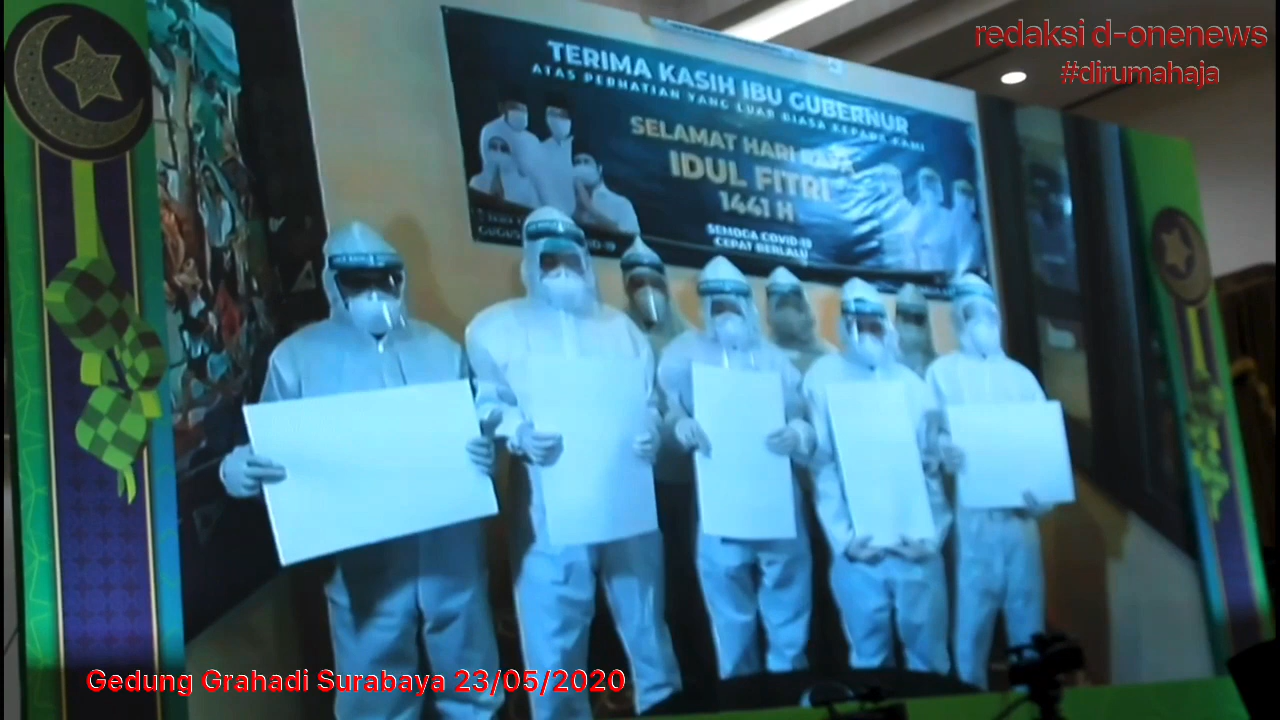 redaksi d-onenews
#dirumahaja
TERIMA KASIH IBU GUBERNUR
ATAS PERHATIAN YANG LUAR BIASA KEPADA KAMI
SELAMAT HARI RAYA
IDUL FITRI
1441 H
SEMOGA COVID-19
CEPAT BERLALU
Gedung Grahadi Surabaya 23/05/2020